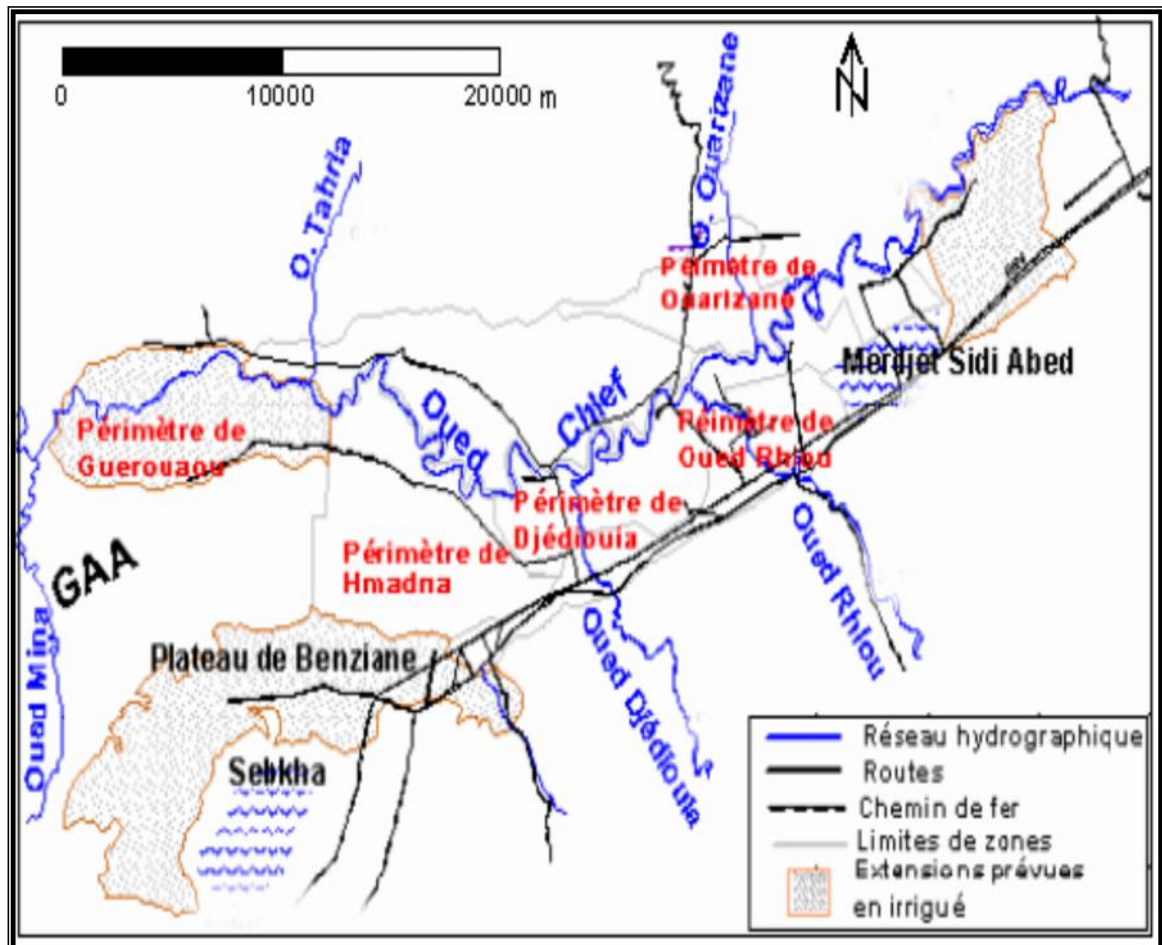 0 10000 20000 m
N
O. Tahria
O. Ouarizane
Périmètre de
Ouarizane
Merdjet Sidi Abed
Oued Chlef
Périmètre de
Guerouaou
Péimètre de
Oued Rhiou
Périmètre de
Djédiouia
Périmètre de
Hmadna
GAA
Oued Mina
Plateau de Benziane
Oued Djédiouia
Oued Rhiou
Sebkha
Réseau hydrographique
Routes
Chemin de fer
Limites de zones
Extensions prévues
en irrigué